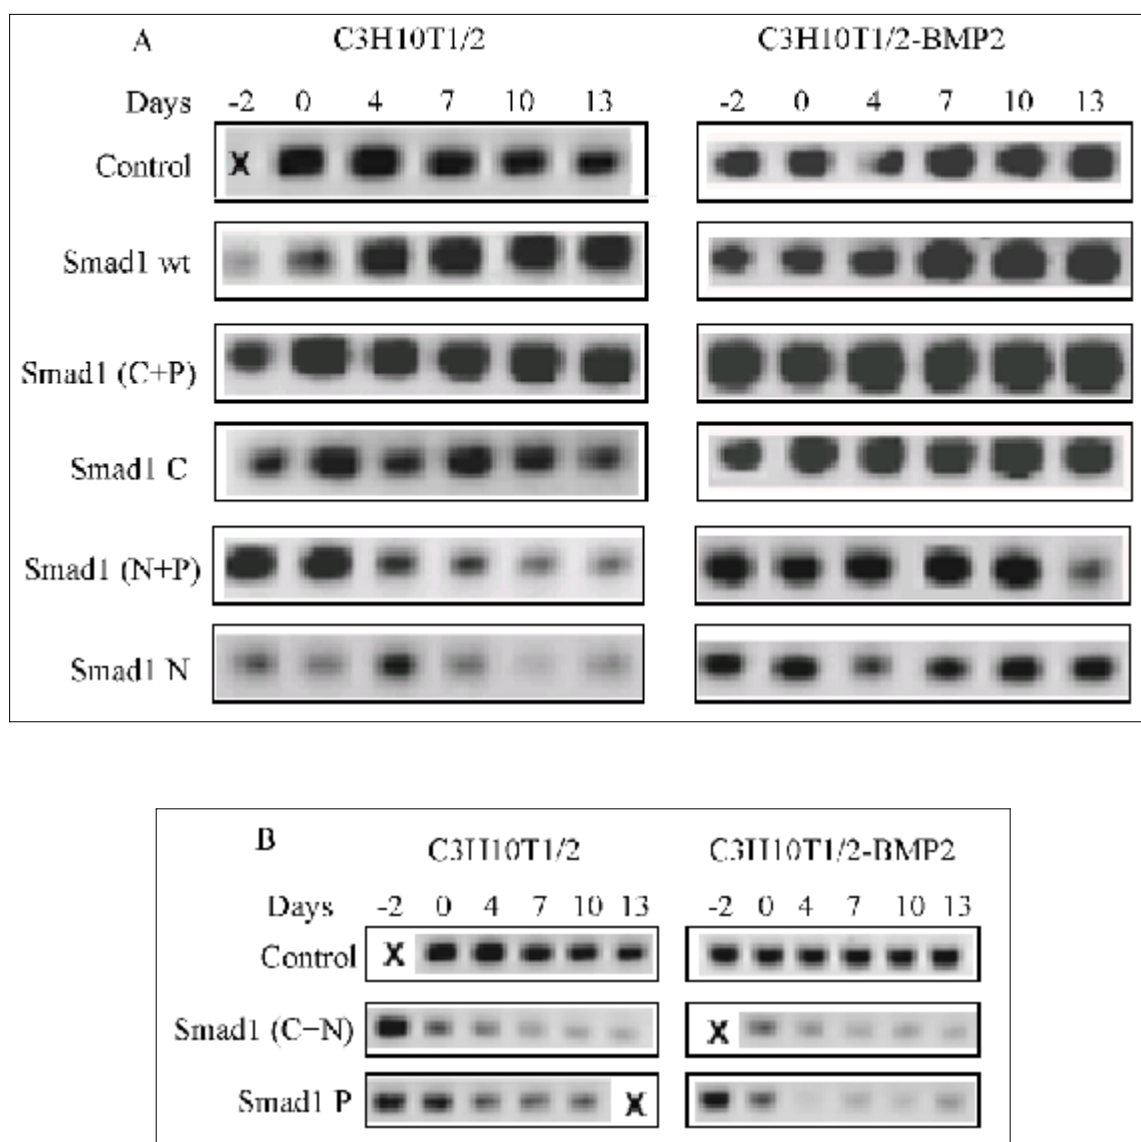 A C3H10T1/2 C3H10T1/2-BMP2
Days -2 0 4 7 10 13 -2 0 4 7 10 13
Control X
Smad1 wt
Smad1 (C+P)
Smad1 C
Smad1 (N+P)
Smad1 N
B C3H10T1/2 C3H10T1/2-BMP2
Days -2 0 4 7 10 13 -2 0 4 7 10 13
Control X
Smad1 (C−N) X
Smad1 P X